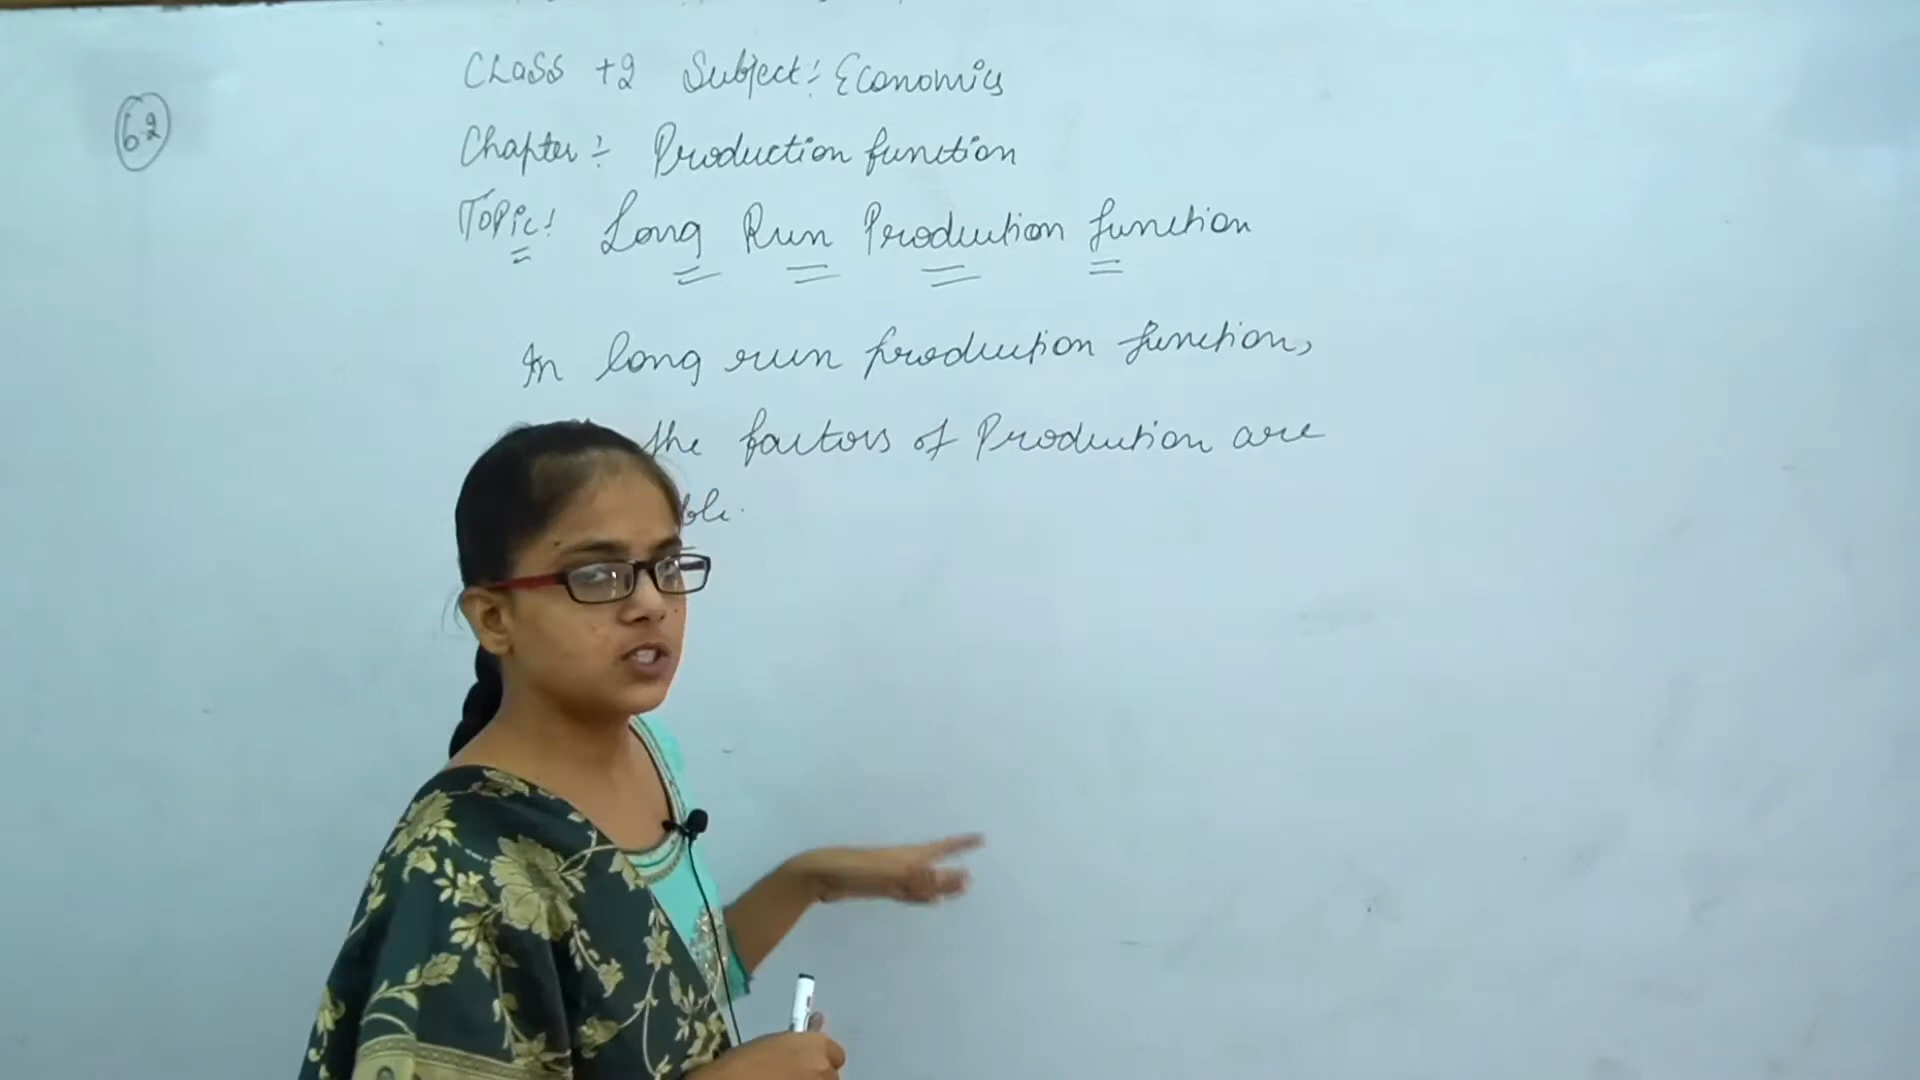 62
Class +2 Subject:- Economics
Chapter:- Production function
Topic: Long Run Production function
In long run production function,
the factors of Production are
ble.